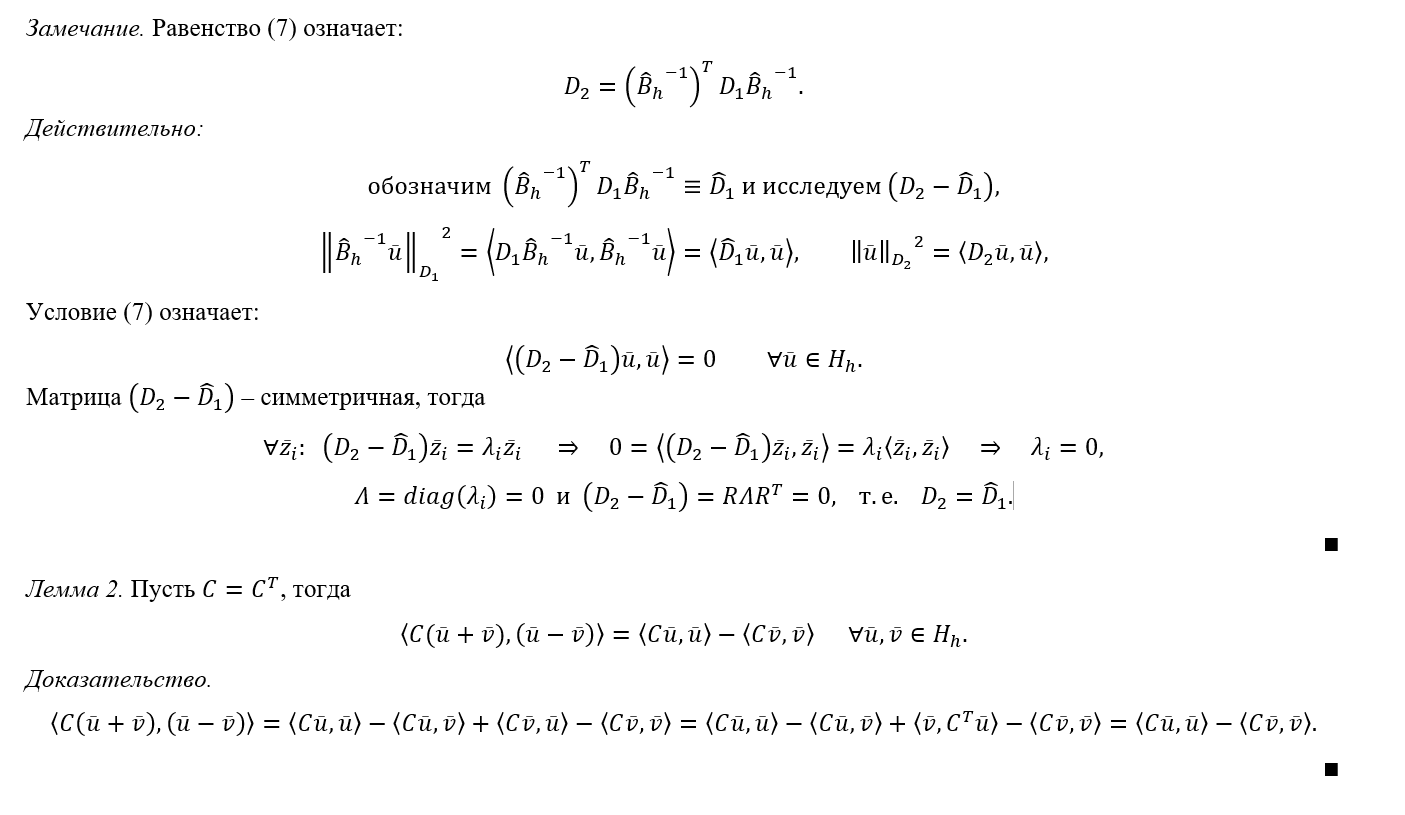 Замечание. Равенство (7) означает:
D₂ = (B̂ₕ⁻¹)ᵀ D₁B̂ₕ⁻¹.
Действительно:
обозначим (B̂ₕ⁻¹)ᵀ D₁B̂ₕ⁻¹ ≡ D̂₁ и исследуем (D₂ − D̂₁),
‖B̂ₕ⁻¹ū‖_{D₁}² = ⟨D₁B̂ₕ⁻¹ū, B̂ₕ⁻¹ū⟩ = ⟨D̂₁ū, ū⟩, ‖ū‖_{D₂}² = ⟨D₂ū, ū⟩,
Условие (7) означает:
⟨(D₂ − D̂₁)ū, ū⟩ = 0 ∀ū ∈ Hₕ.
Матрица (D₂ − D̂₁) – симметричная, тогда
∀z̄ᵢ: (D₂ − D̂₁)z̄ᵢ = λᵢz̄ᵢ ⇒ 0 = ⟨(D₂ − D̂₁)z̄ᵢ, z̄ᵢ⟩ = λᵢ⟨z̄ᵢ, z̄ᵢ⟩ ⇒ λᵢ = 0,
Λ = diag(λᵢ) = 0 и (D₂ − D̂₁) = RΛRᵀ = 0, т. е. D₂ = D̂₁.
■
Лемма 2. Пусть C = Cᵀ, тогда
⟨C(ū + v̄), (ū − v̄)⟩ = ⟨Cū, ū⟩ − ⟨Cv̄, v̄⟩ ∀ū, v̄ ∈ Hₕ.
Доказательство.
⟨C(ū + v̄), (ū − v̄)⟩ = ⟨Cū, ū⟩ − ⟨Cū, v̄⟩ + ⟨Cv̄, ū⟩ − ⟨Cv̄, v̄⟩ = ⟨Cū, ū⟩ − ⟨Cū, v̄⟩ + ⟨v̄, Cᵀū⟩ − ⟨Cv̄, v̄⟩ = ⟨Cū, ū⟩ − ⟨Cv̄, v̄⟩.
■